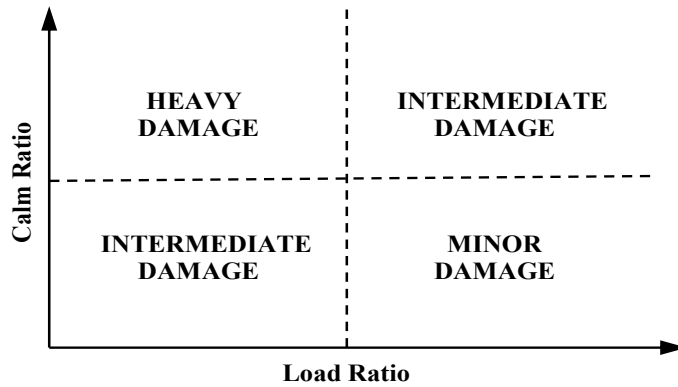 HEAVY
DAMAGE
INTERMEDIATE
DAMAGE
Calm Ratio
INTERMEDIATE
DAMAGE
MINOR
DAMAGE
Load Ratio